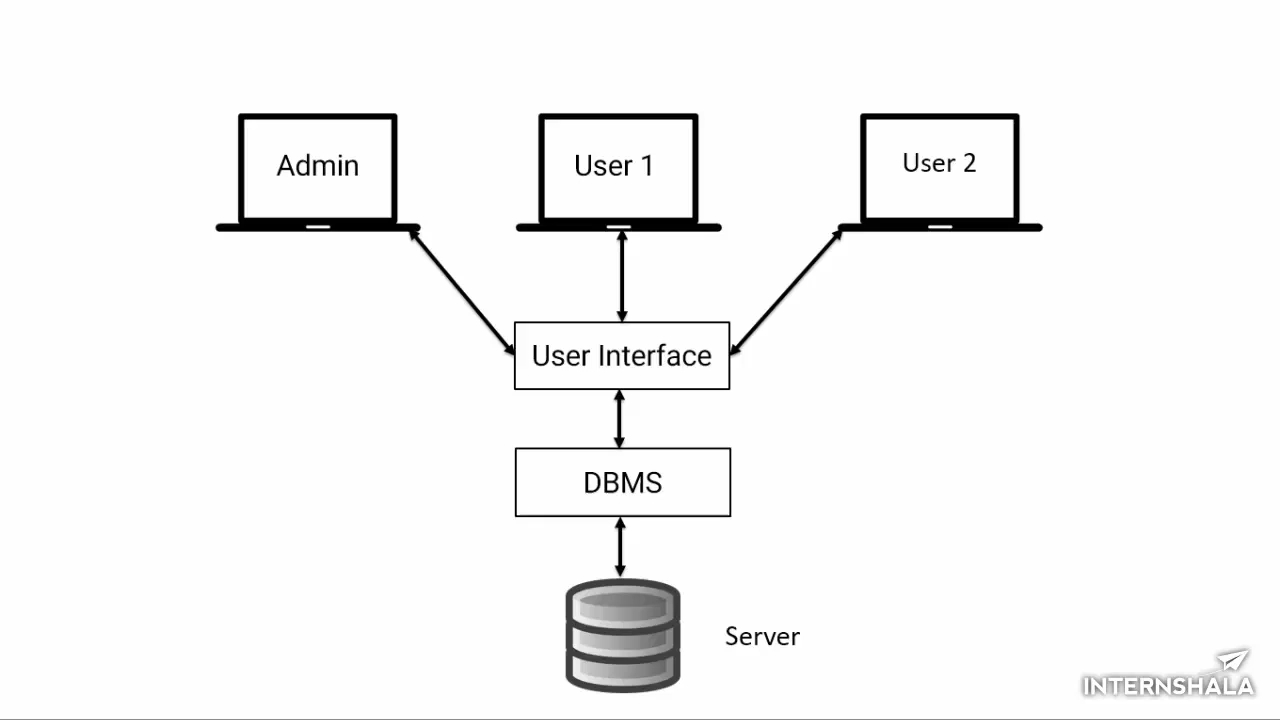 Admin
User 1
User 2
User Interface
DBMS
Server
INTERNSHALA